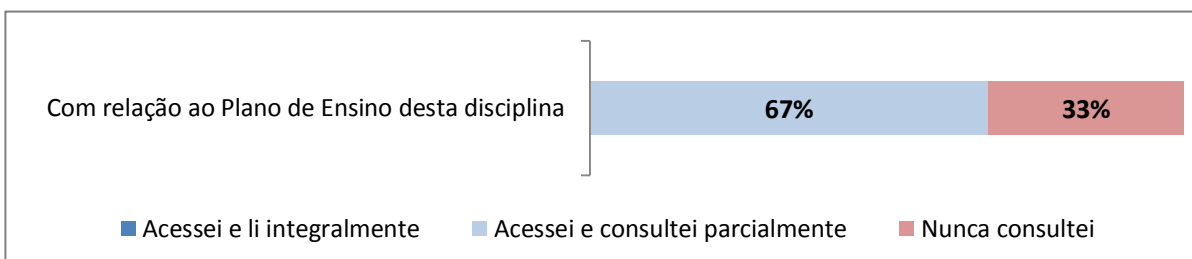 Com relação ao Plano de Ensino desta disciplina 67% 33%
Acessei e li integralmente Acessei e consultei parcialmente Nunca consultei